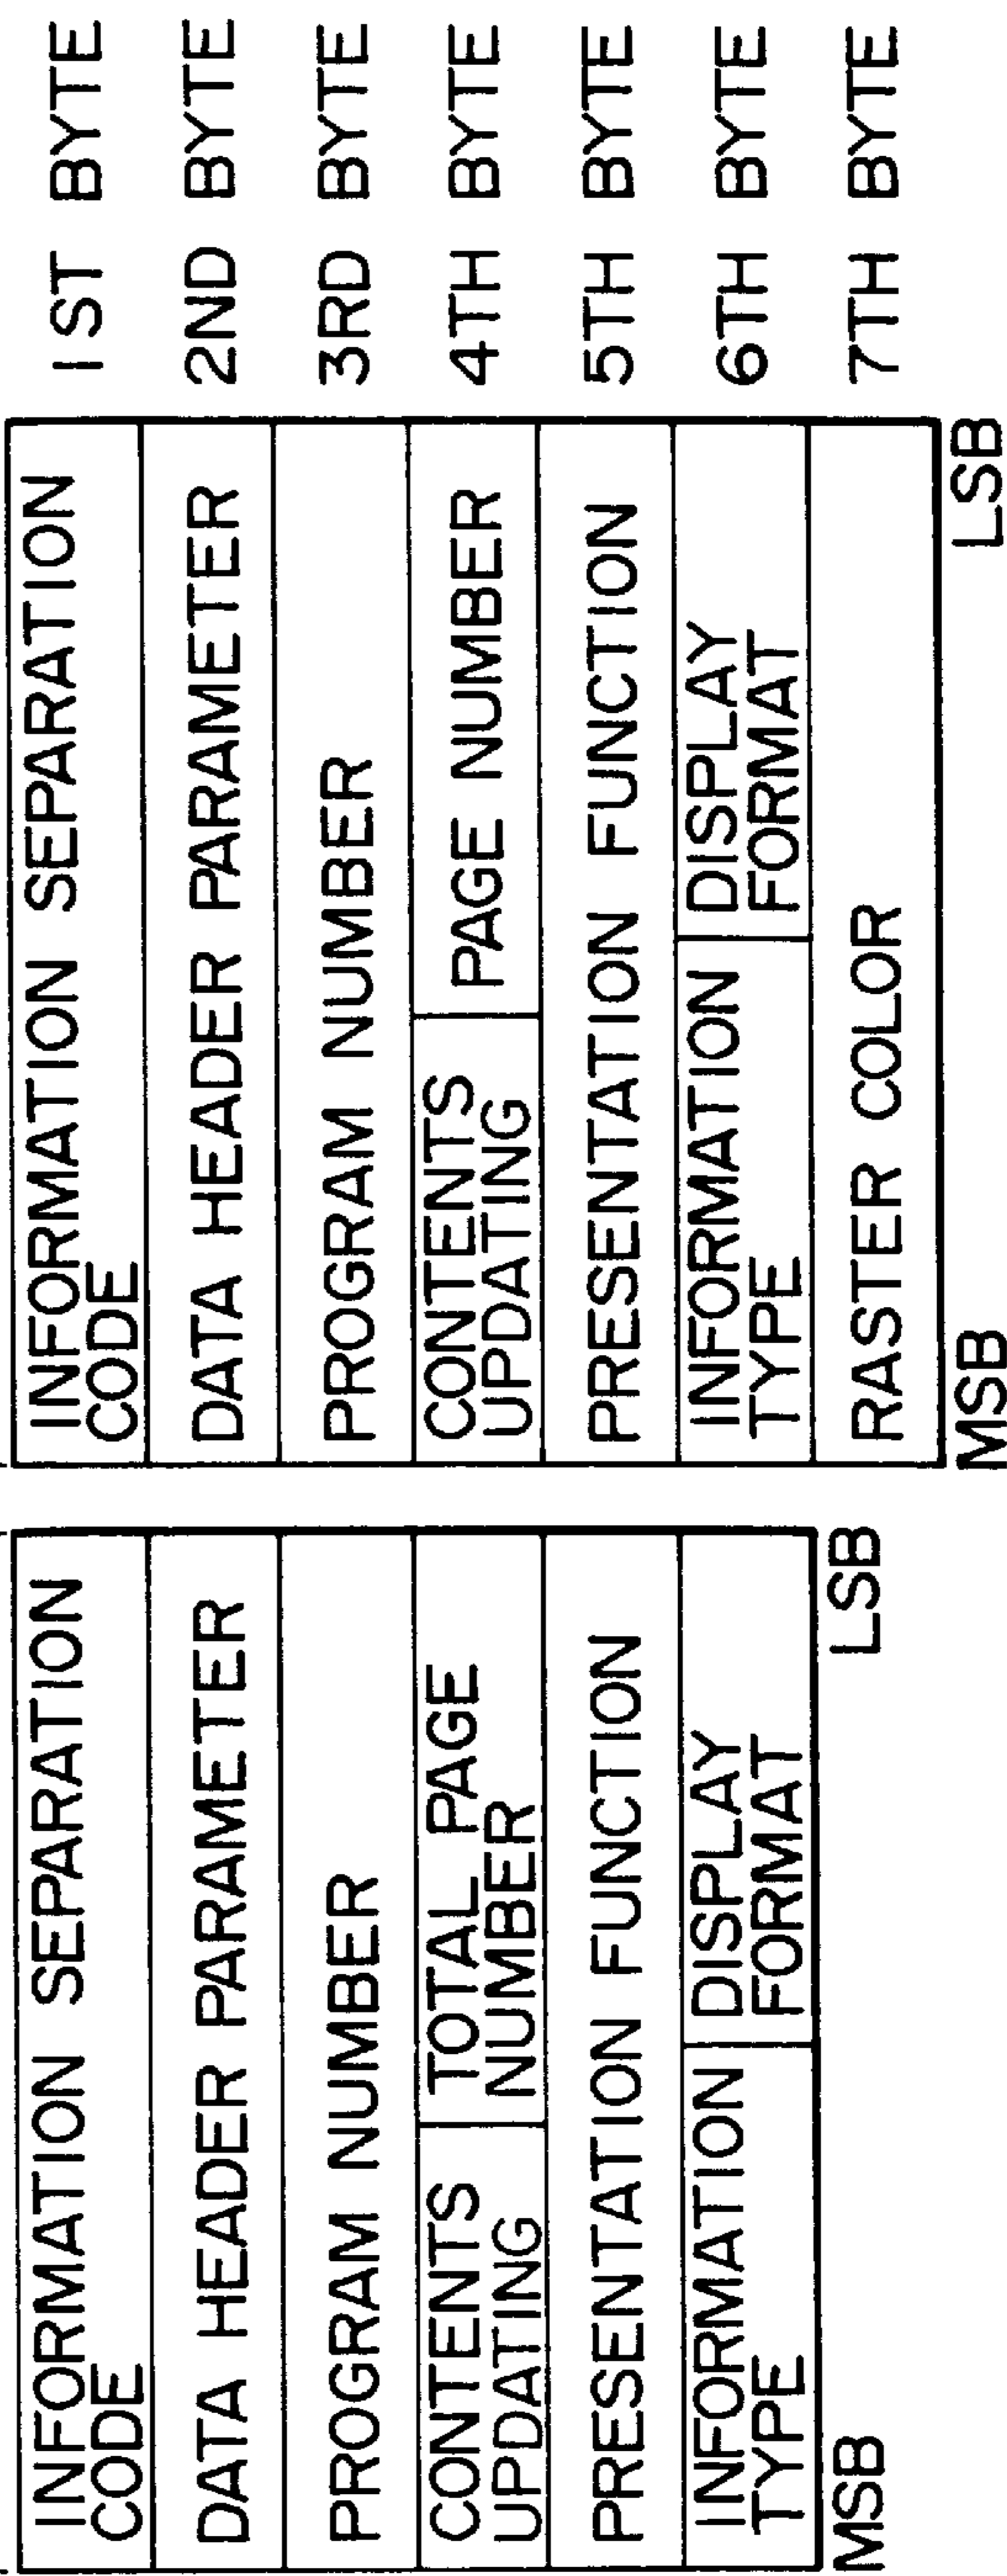 INFORMATION SEPARATION
CODE
DATA HEADER PARAMETER
PROGRAM NUMBER
CONTENTS
UPDATING
TOTAL PAGE
NUMBER
PRESENTATION FUNCTION
INFORMATION
TYPE
DISPLAY
FORMAT
MSB
LSB
INFORMATION SEPARATION
CODE
DATA HEADER PARAMETER
PROGRAM NUMBER
CONTENTS
UPDATING
PAGE NUMBER
PRESENTATION FUNCTION
INFORMATION
TYPE
DISPLAY
FORMAT
RASTER COLOR
MSB
LSB
1ST BYTE
2ND BYTE
3RD BYTE
4TH BYTE
5TH BYTE
6TH BYTE
7TH BYTE